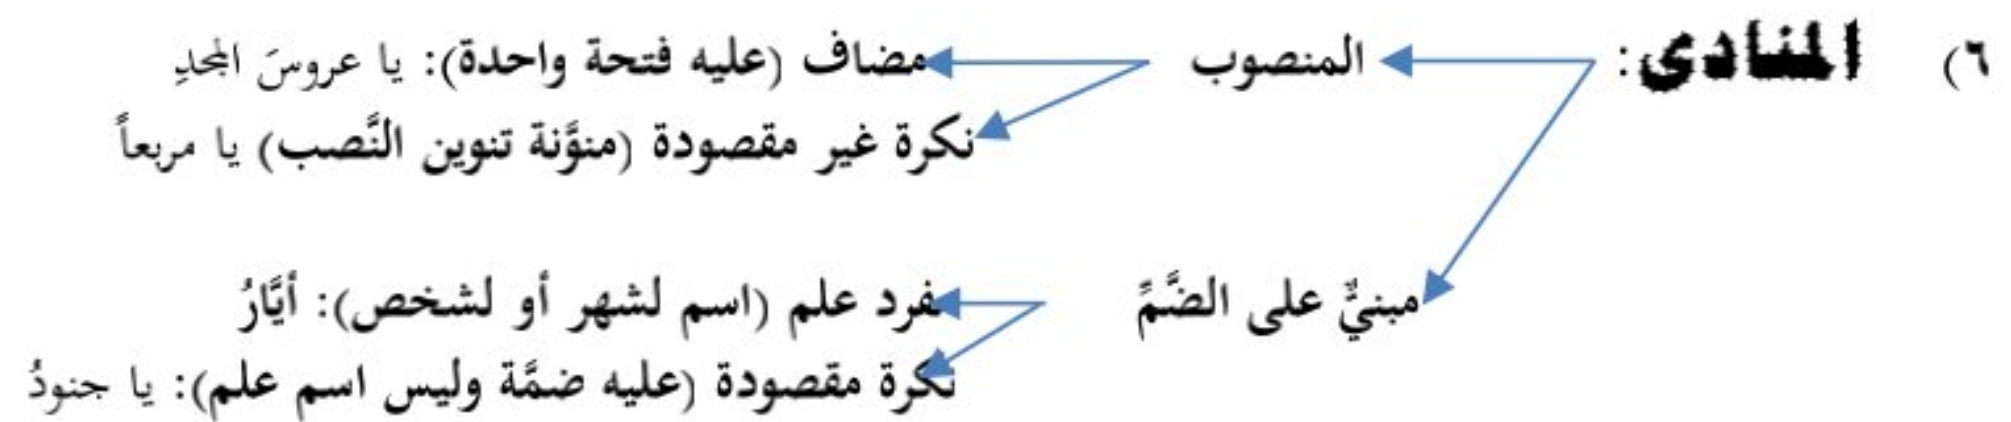 ٦) المنادى: المنصوب مضاف (عليه فتحة واحدة): يا عروسَ المجدِ
نكرة غير مقصودة (منوَّنة تنوين النَّصب) يا مربعاً
مبنيٌّ على الضَّمِّ مفرد علم (اسم لشهر أو لشخص): أيَّارُ
نكرة مقصودة (عليه ضمَّة وليس اسم علم): يا جنودُ